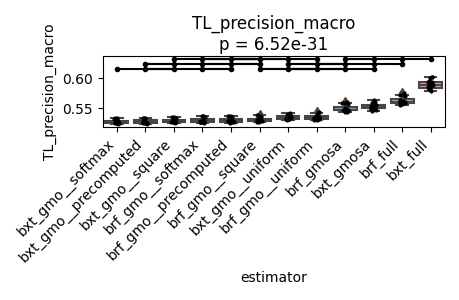 TL_precision_macro
p = 6.52e-31
TL_precision_macro
0.60
0.55
bxt_gmo__softmax
bxt_gmo__precomputed
bxt_gmo__square
brf_gmo__softmax
brf_gmo__precomputed
brf_gmo__square
bxt_gmo__uniform
brf_gmo__uniform
brf_gmosa
bxt_gmosa
brf_full
bxt_full
estimator